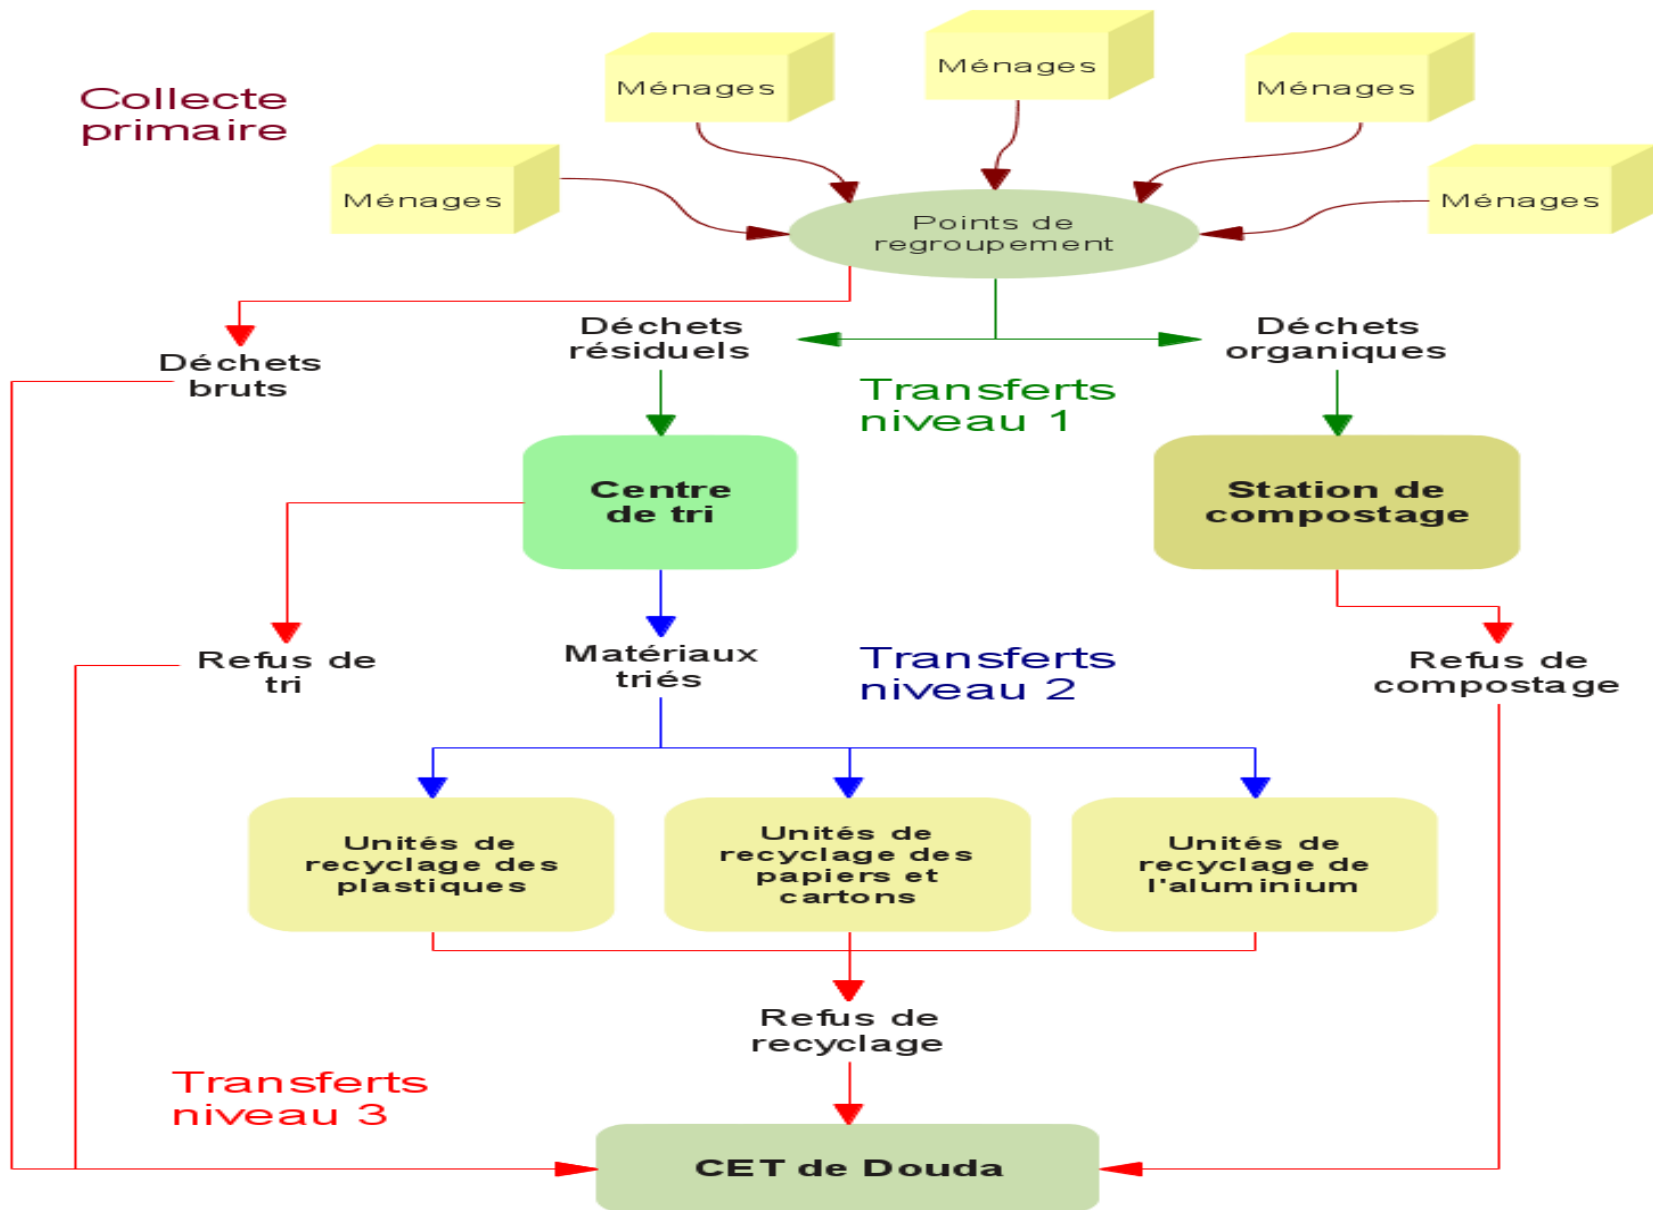 Ménages
Ménages
Ménages
Collecte
primaire
Ménages
Ménages
Points de
regroupement
Déchets
bruts
Déchets
résiduels
Déchets
organiques
Transferts
niveau 1
Centre
de tri
Station de
compostage
Refus de
tri
Matériaux
triés
Transferts
niveau 2
Refus de
compostage
Unités de
recyclage des
plastiques
Unités de
recyclage des
papiers et
cartons
Unités de
recyclage de
l'aluminium
Refus de
recyclage
Transferts
niveau 3
CET de Douda